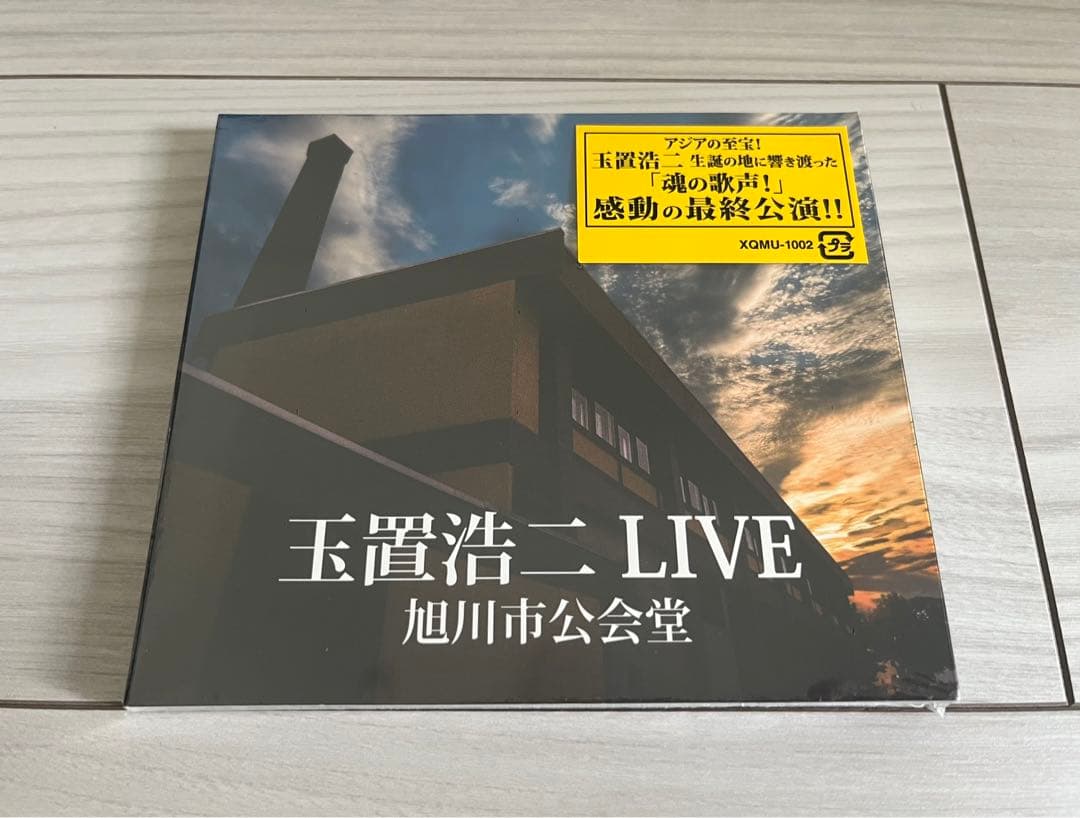 アジアの至宝!
玉置浩二 生誕の地に響き渡った
「魂の歌声!」
感動の最終公演!!
XQMU-1002 プラ
玉置浩二 LIVE
旭川市公会堂